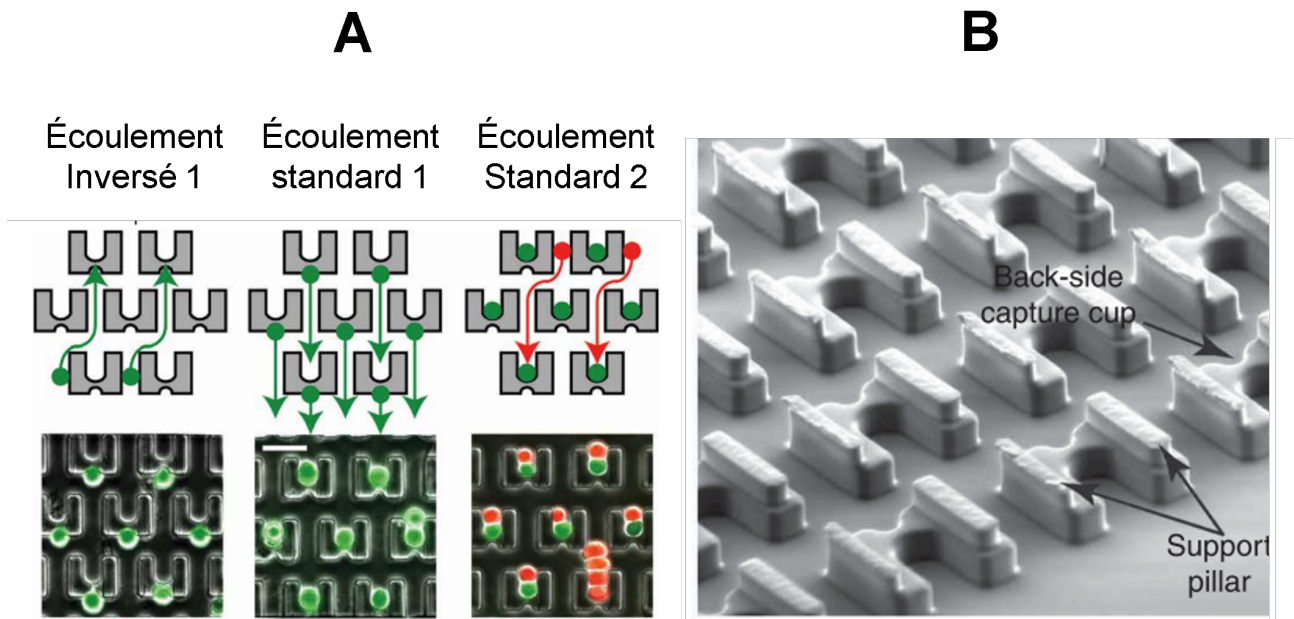 A
B
Écoulement
Inversé 1
Écoulement
standard 1
Écoulement
Standard 2
Back-side
capture cup
Support
pillar